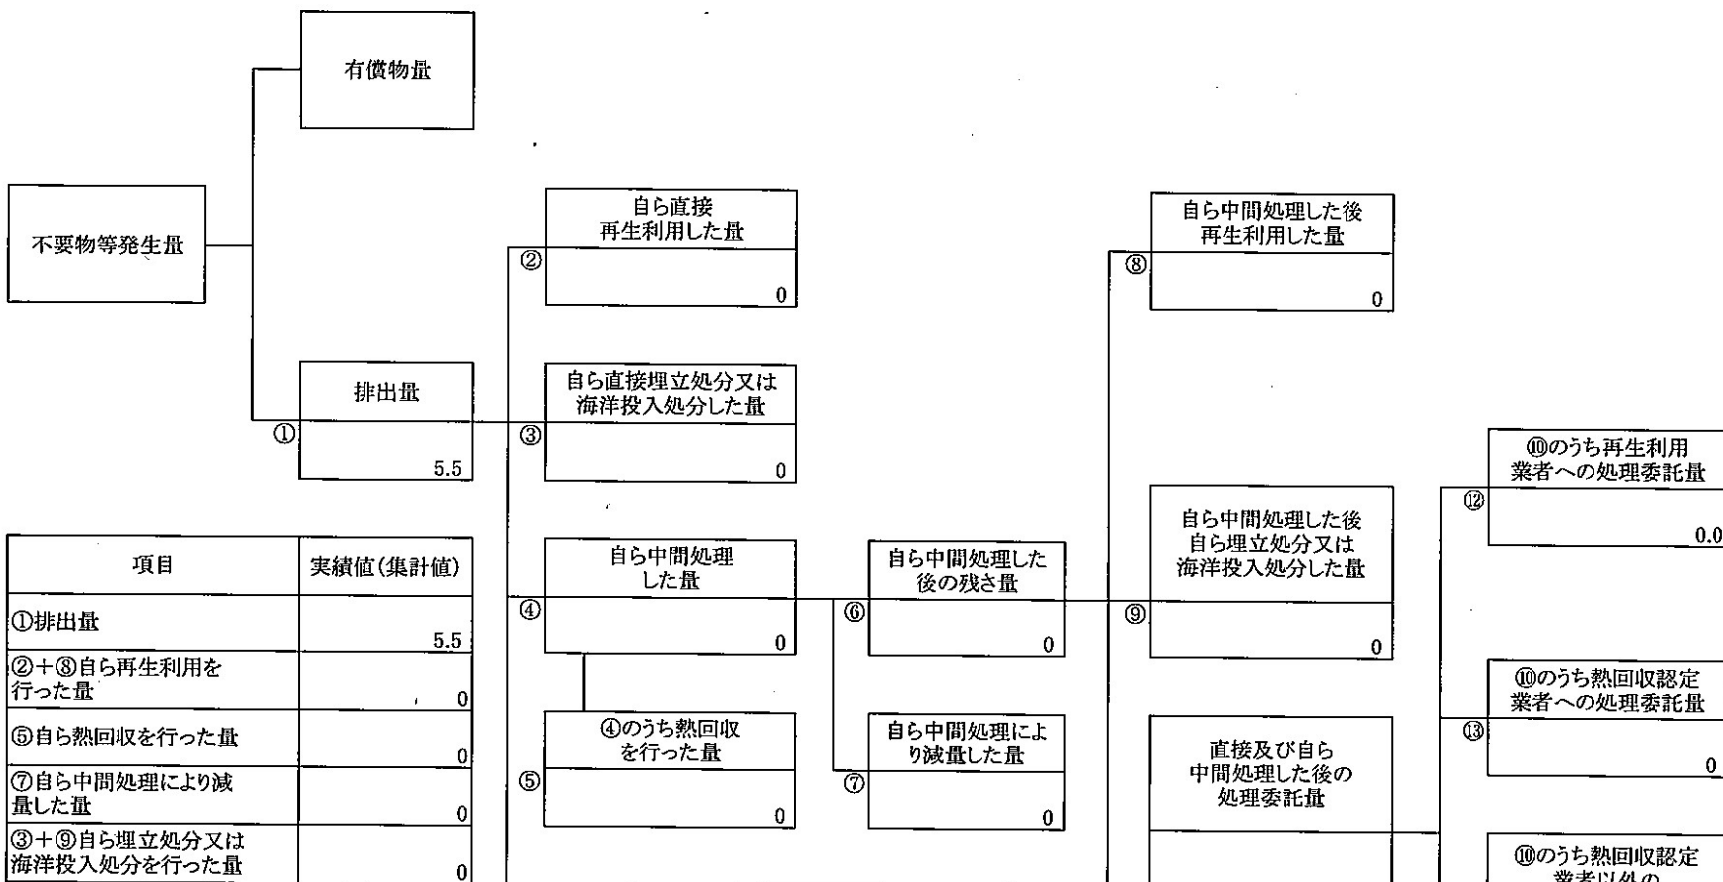 有償物量
不要物等発生量
排出量
①
5.5
自ら直接
再生利用した量
②
0
自ら直接埋立処分又は
海洋投入処分した量
③
0
自ら中間処理
した量
④
0
④のうち熱回収
を行った量
⑤
0
自ら中間処理した
後の残さ量
⑥
0
自ら中間処理によ
り減量した量
⑦
0
自ら中間処理した後
再生利用した量
⑧
0
自ら中間処理した後
自ら埋立処分又は
海洋投入処分した量
⑨
0
直接及び自ら
中間処理した後の
処理委託量
⑩のうち再生利用
業者への処理委託量
⑫
0.0
⑩のうち熱回収認定
業者への処理委託量
⑬
0
⑩のうち熱回収認定
業者以外の
項目 実績値(集計値)
①排出量 5.5
②+⑧自ら再生利用を
行った量 0
⑤自ら熱回収を行った量 0
⑦自ら中間処理により減
量した量 0
③+⑨自ら埋立処分又は
海洋投入処分を行った量 0